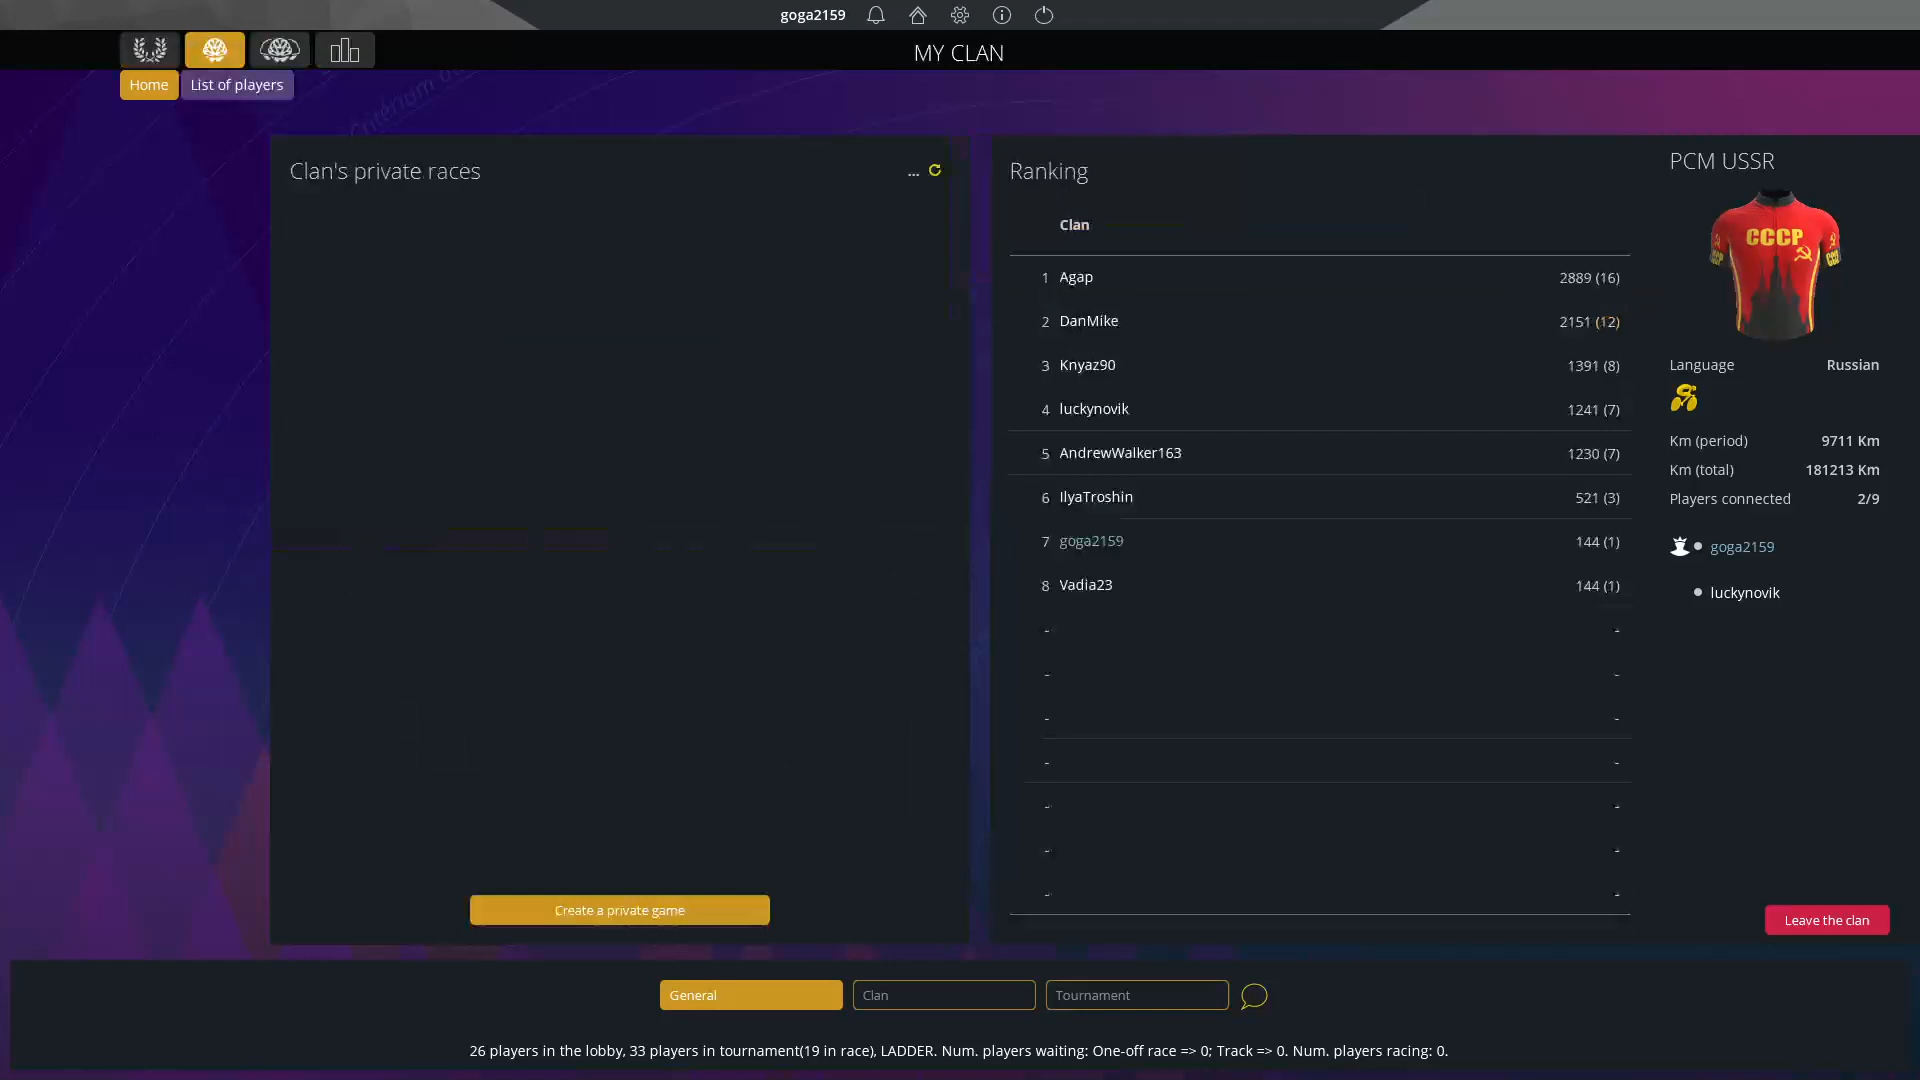 goga2159
MY CLAN
Home
List of players
Clan's private races
...
Ranking
Clan
1 Agap 2889 (16)
2 DanMike 2151 (12)
3 Knyaz90 1391 (8)
4 luckynovik 1241 (7)
5 AndrewWalker163 1230 (7)
6 IlyaTroshin 521 (3)
7 goga2159 144 (1)
8 Vadia23 144 (1)
- -
- -
- -
- -
- -
- -
- -
Create a private game
PCM USSR
CCCP
Language Russian
Km (period) 9711 Km
Km (total) 181213 Km
Players connected 2/9
goga2159
luckynovik
Leave the clan
General
Clan
Tournament
26 players in the lobby, 33 players in tournament(19 in race), LADDER. Num. players waiting: One-off race => 0; Track => 0. Num. players racing: 0.